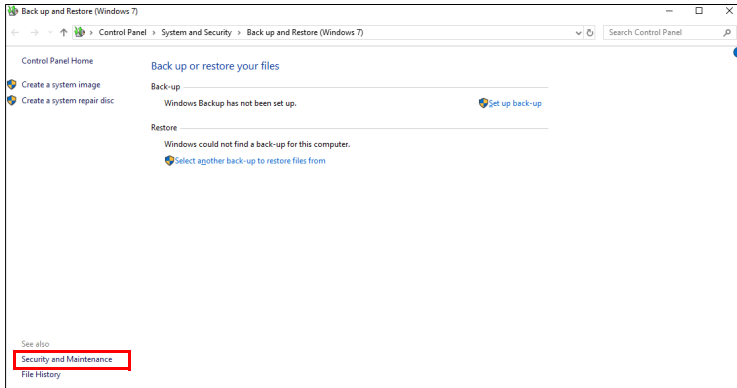 Back up and Restore (Windows 7)
Control Panel > System and Security > Back up and Restore (Windows 7)
Search Control Panel
Control Panel Home
Create a system image
Create a system repair disc
Back up or restore your files
Back-up
Windows Backup has not been set up.
Set up back-up
Restore
Windows could not find a back-up for this computer.
Select another back-up to restore files from
See also
Security and Maintenance
File History